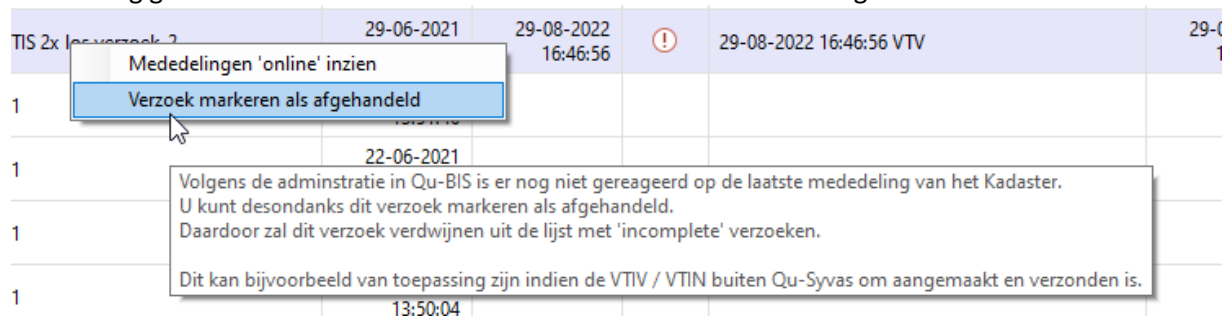 TIS 2x los verzoek 2
29-06-2021
29-08-2022
16:46:56
29-08-2022 16:46:56 VTV
Mededelingen 'online' inzien
Verzoek markeren als afgehandeld
1
1
22-06-2021
Volgens de adminstratie in Qu-BIS is er nog niet gereageerd op de laatste mededeling van het Kadaster.
U kunt desondanks dit verzoek markeren als afgehandeld.
Daardoor zal dit verzoek verdwijnen uit de lijst met 'incomplete' verzoeken.
1
Dit kan bijvoorbeeld van toepassing zijn indien de VTIV / VTIN buiten Qu-Syvas om aangemaakt en verzonden is.
1
13:50:04